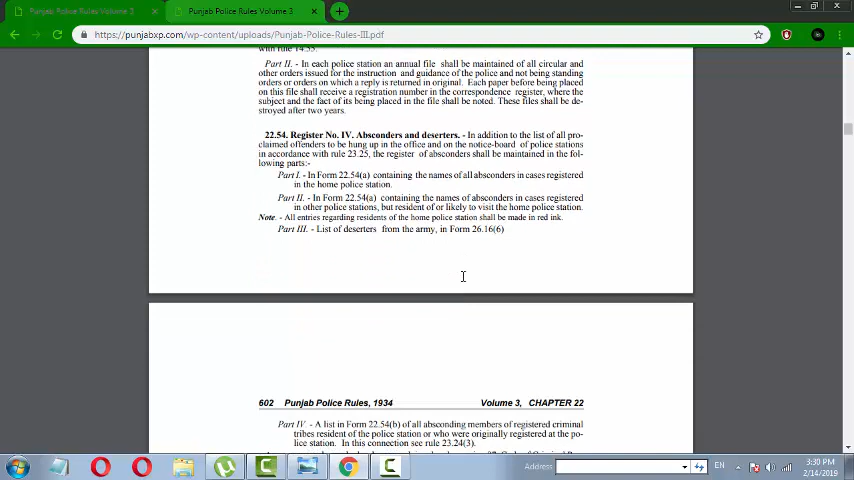 Punjab Police Rules Volume 2
Punjab Police Rules Volume 3
https://punjabxp.com/wp-content/uploads/Punjab-Police-Rules-III.pdf
with rule 14.55.
Part II. - In each police station an annual file shall be maintained of all circular and
other orders issued for the instruction and guidance of the police and not being standing
orders or orders on which a reply is returned in original. Each paper before being placed
on this file shall receive a registration number in the correspondence register, where the
subject and the fact of its being placed in the file shall be noted. These files shall be de-
stroyed after two years.
22.54. Register No. IV. Absconders and deserters. - In addition to the list of all pro-
claimed offenders to be hung up in the office and on the notice-board of police stations
in accordance with rule 23.25, the register of absconders shall be maintained in the fol-
lowing parts:-
Part I. - In Form 22.54(a) containing the names of all absconders in cases registered
in the home police station.
Part II. - In Form 22.54(a) containing the names of absconders in cases registered
in other police stations, but resident of or likely to visit the home police station.
Note. - All entries regarding residents of the home police station shall be made in red ink.
Part III. - List of deserters from the army, in Form 26.16(6)
602 Punjab Police Rules, 1934 Volume 3, CHAPTER 22
Part IV - A list in Form 22.54(b) of all absconding members of registered criminal
tribes resident of the police station or who were originally registered at the po-
lice station. In this connection see rule 23.24(3).
Address
EN
3:30 PM
2/14/2019